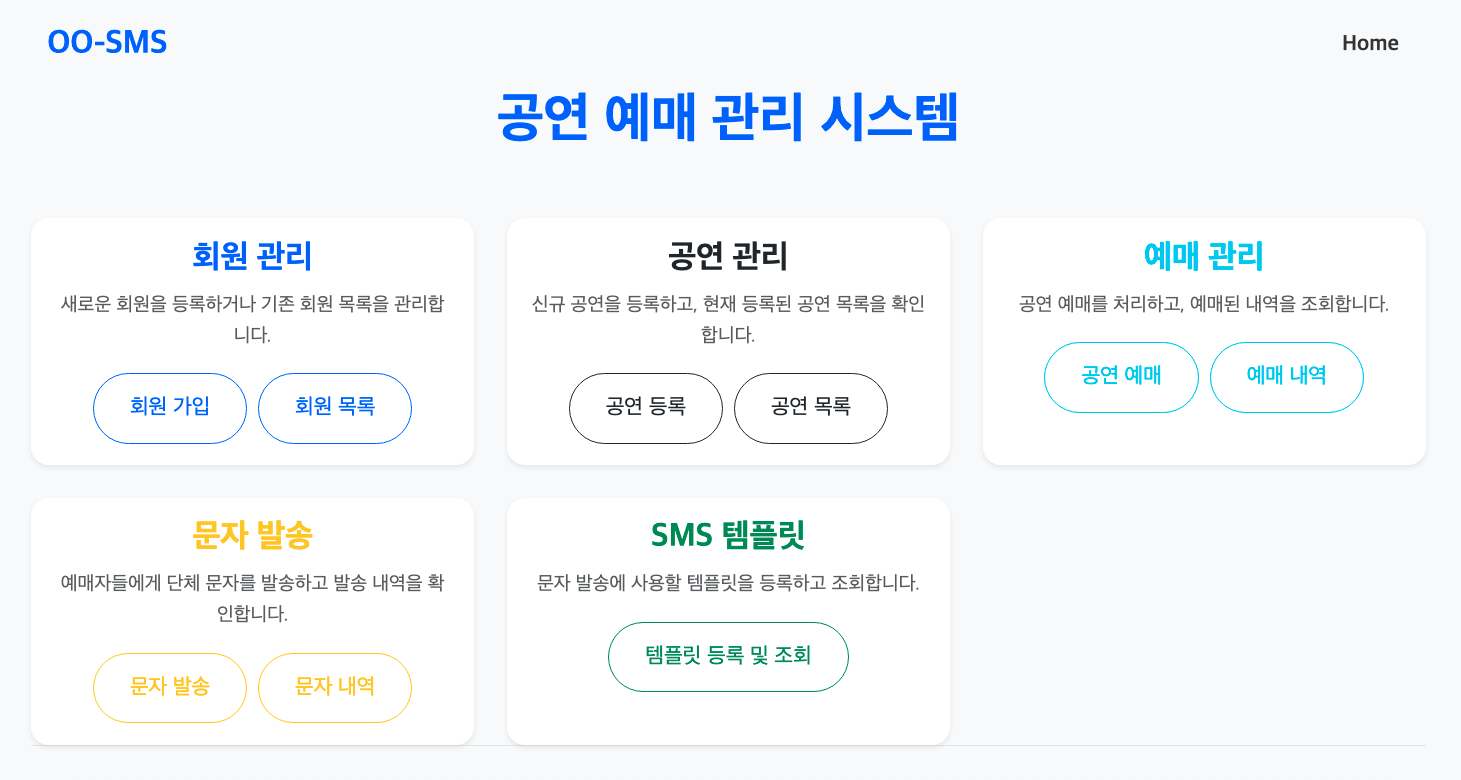 OO-SMS
Home
공연 예매 관리 시스템
회원 관리
새로운 회원을 등록하거나 기존 회원 목록을 관리합
니다.
회원 가입
회원 목록
공연 관리
신규 공연을 등록하고, 현재 등록된 공연 목록을 확인
합니다.
공연 등록
공연 목록
예매 관리
공연 예매를 처리하고, 예매된 내역을 조회합니다.
공연 예매
예매 내역
문자 발송
예매자들에게 단체 문자를 발송하고 발송 내역을 확
인합니다.
문자 발송
문자 내역
SMS 템플릿
문자 발송에 사용할 템플릿을 등록하고 조회합니다.
템플릿 등록 및 조회